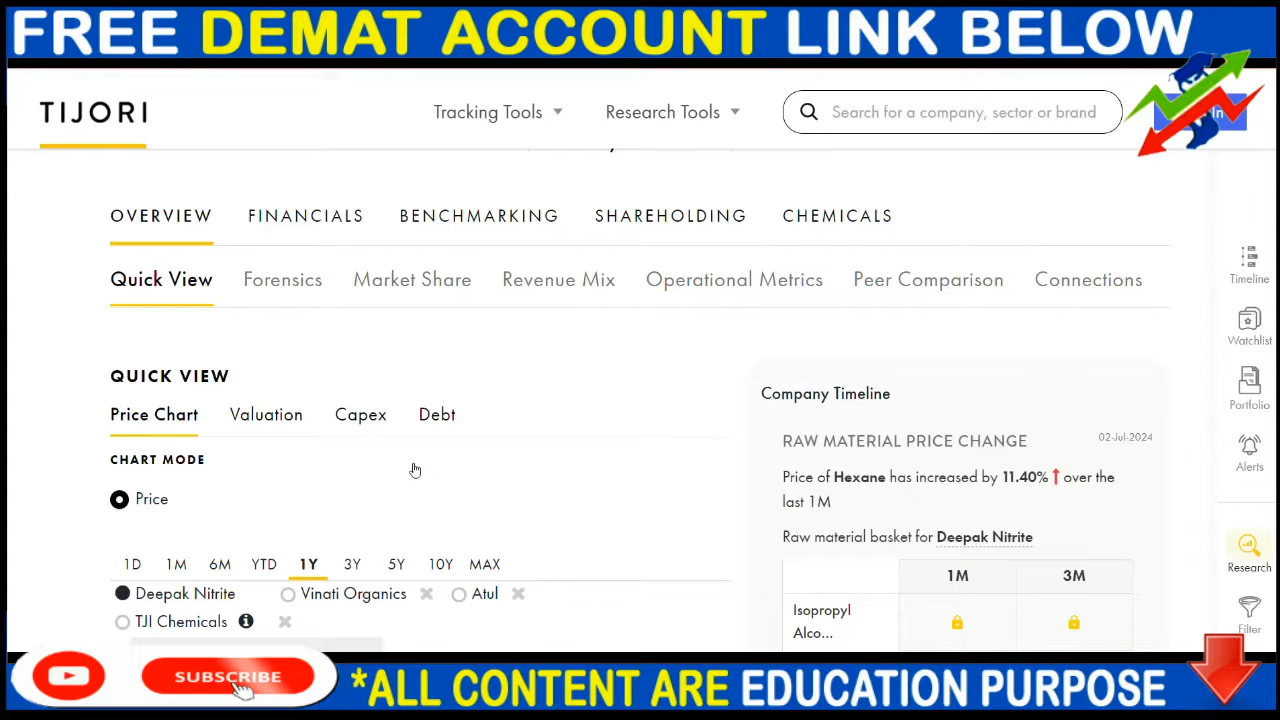 FREE DEMAT ACCOUNT LINK BELOW
TIJORI
Tracking Tools
Research Tools
Search for a company, sector or brand
In
OVERVIEW FINANCIALS BENCHMARKING SHAREHOLDING CHEMICALS
Quick View Forensics Market Share Revenue Mix Operational Metrics Peer Comparison Connections
QUICK VIEW
Price Chart Valuation Capex Debt
CHART MODE
Price
1D 1M 6M YTD 1Y 3Y 5Y 10Y MAX
Deepak Nitrite Vinati Organics Atul
TJI Chemicals
Company Timeline
RAW MATERIAL PRICE CHANGE 02-Jul-2024
Price of Hexane has increased by 11.40% over the
last 1M
Raw material basket for Deepak Nitrite
1M 3M
Isopropyl
Alco...
Timeline
Watchlist
Portfolio
Alerts
Research
Filter
SUBSCRIBE
*ALL CONTENT ARE EDUCATION PURPOSE